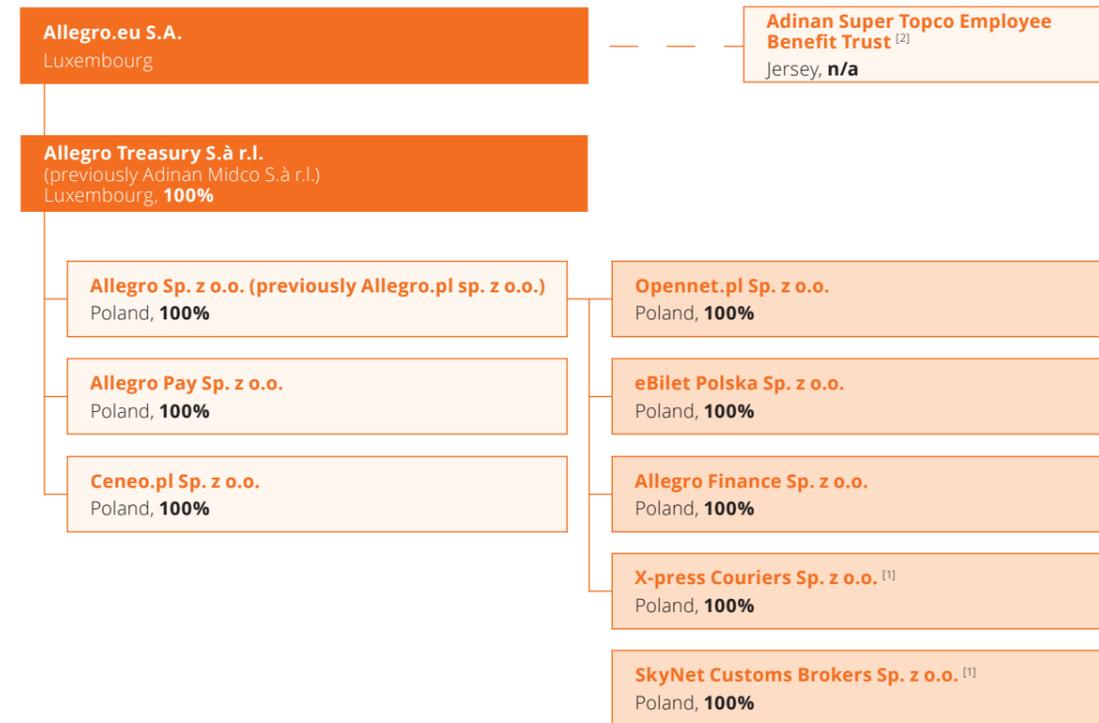 Allegro.eu S.A.
Luxembourg
Adinan Super Topco Employee
Benefit Trust [2]
Jersey, n/a
Allegro Treasury S.à r.l.
(previously Adinan Midco S.à r.l.)
Luxembourg, 100%
Allegro Sp. z o.o. (previously Allegro.pl sp. z o.o.)
Poland, 100%
Opennet.pl Sp. z o.o.
Poland, 100%
Allegro Pay Sp. z o.o.
Poland, 100%
eBilet Polska Sp. z o.o.
Poland, 100%
Ceneo.pl Sp. z o.o.
Poland, 100%
Allegro Finance Sp. z o.o.
Poland, 100%
X-press Couriers Sp. z o.o. [1]
Poland, 100%
SkyNet Customs Brokers Sp. z o.o. [1]
Poland, 100%